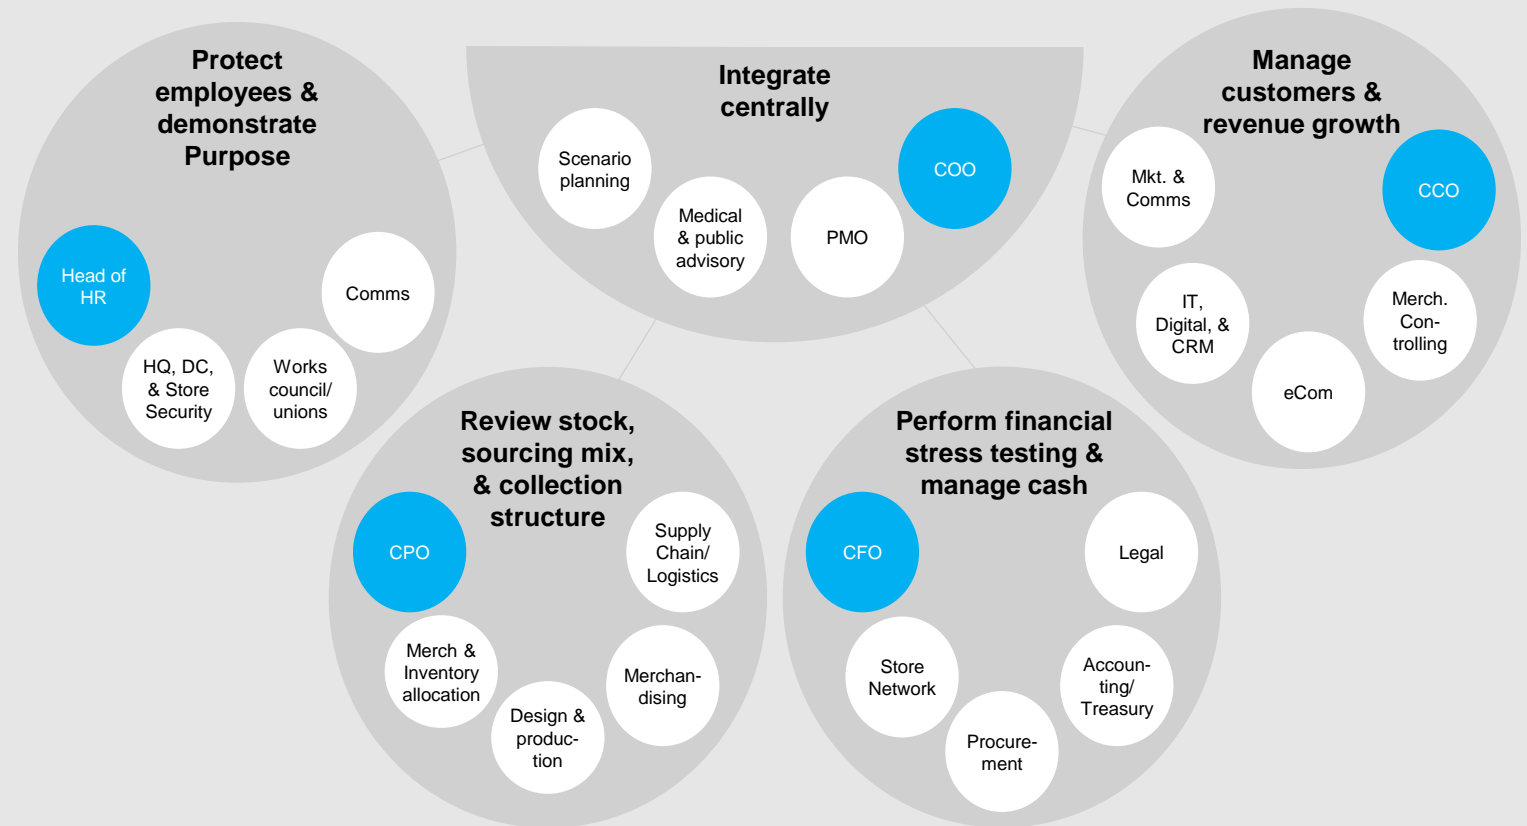 Protect
employees &
demonstrate
Purpose
Head of
HR
HQ, DC,
& Store
Security
Works
council/
unions
Comms
Integrate
centrally
Scenario
planning
Medical
& public
advisory
PMO
COO
Manage
customers &
revenue growth
Mkt. &
Comms
IT,
Digital, &
CRM
eCom
Merch.
Con-
trolling
CCO
Review stock,
sourcing mix,
& collection
structure
CPO
Merch &
Inventory
allocation
Design &
produc-
tion
Merchan-
dising
Supply
Chain/
Logistics
Perform financial
stress testing &
manage cash
CFO
Store
Network
Procure-
ment
Accoun-
ting/
Treasury
Legal